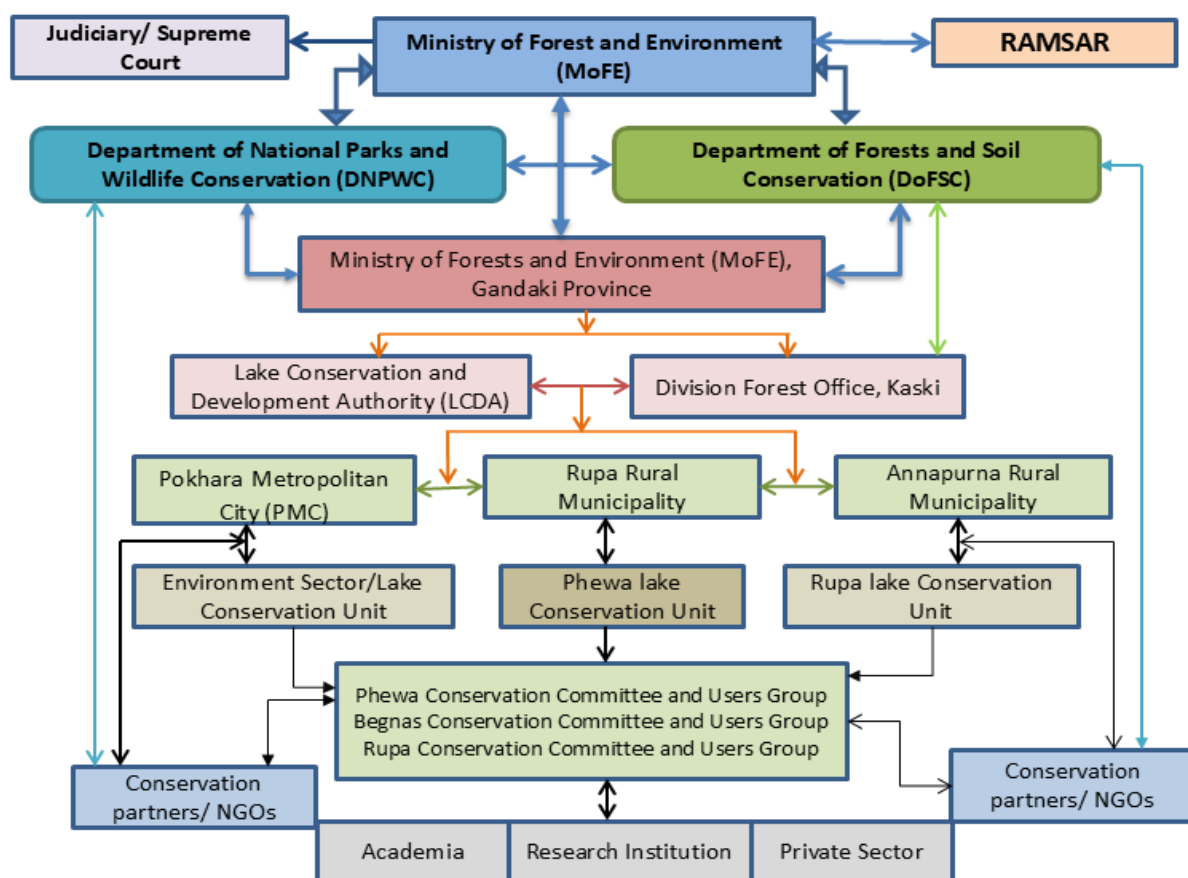 Judiciary/ Supreme
Court
Ministry of Forest and Environment
(MoFE)
RAMSAR
Department of National Parks and
Wildlife Conservation (DNPWC)
Department of Forests and Soil
Conservation (DoFSC)
Ministry of Forests and Environment (MoFE),
Gandaki Province
Lake Conservation and
Development Authority (LCDA)
Division Forest Office, Kaski
Pokhara Metropolitan
City (PMC)
Rupa Rural
Municipality
Annapurna Rural
Municipality
Environment Sector/Lake
Conservation Unit
Phewa lake
Conservation Unit
Rupa lake Conservation
Unit
Phewa Conservation Committee and Users Group
Begnas Conservation Committee and Users Group
Rupa Conservation Committee and Users Group
Conservation
partners/ NGOs
Conservation
partners/ NGOs
Academia
Research Institution
Private Sector